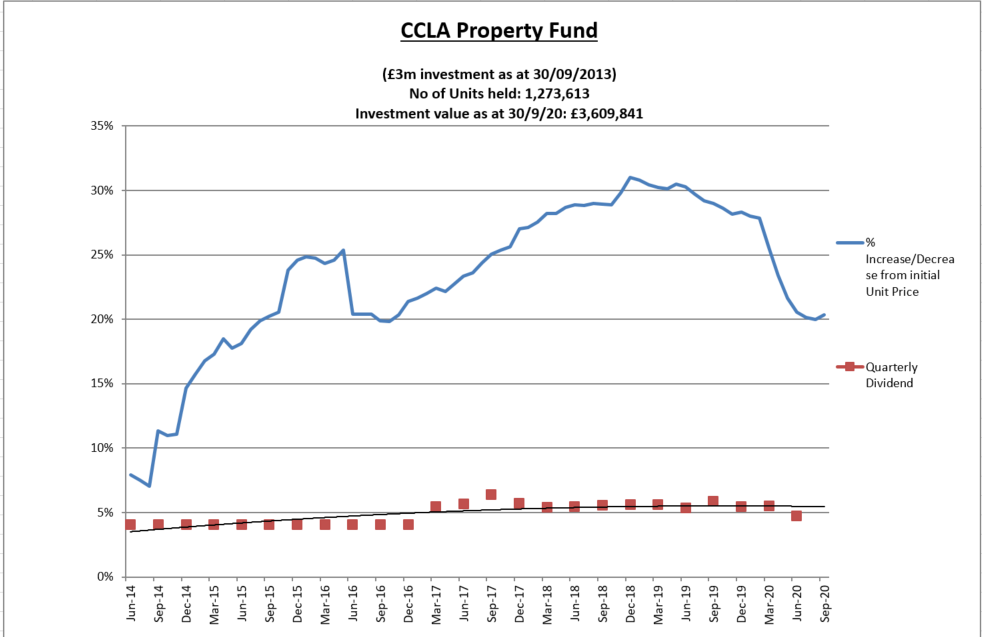 CCLA Property Fund
(£3m investment as at 30/09/2013)
No of Units held: 1,273,613
Investment value as at 30/9/20: £3,609,841
35%
30%
25%
20%
15%
10%
5%
0%
Jun-14
Sep-14
Dec-14
Mar-15
Jun-15
Sep-15
Dec-15
Mar-16
Jun-16
Sep-16
Dec-16
Mar-17
Jun-17
Sep-17
Dec-17
Mar-18
Jun-18
Sep-18
Dec-18
Mar-19
Jun-19
Sep-19
Dec-19
Mar-20
Jun-20
Sep-20
%
Increase/Decrea
se from initial
Unit Price
Quarterly
Dividend